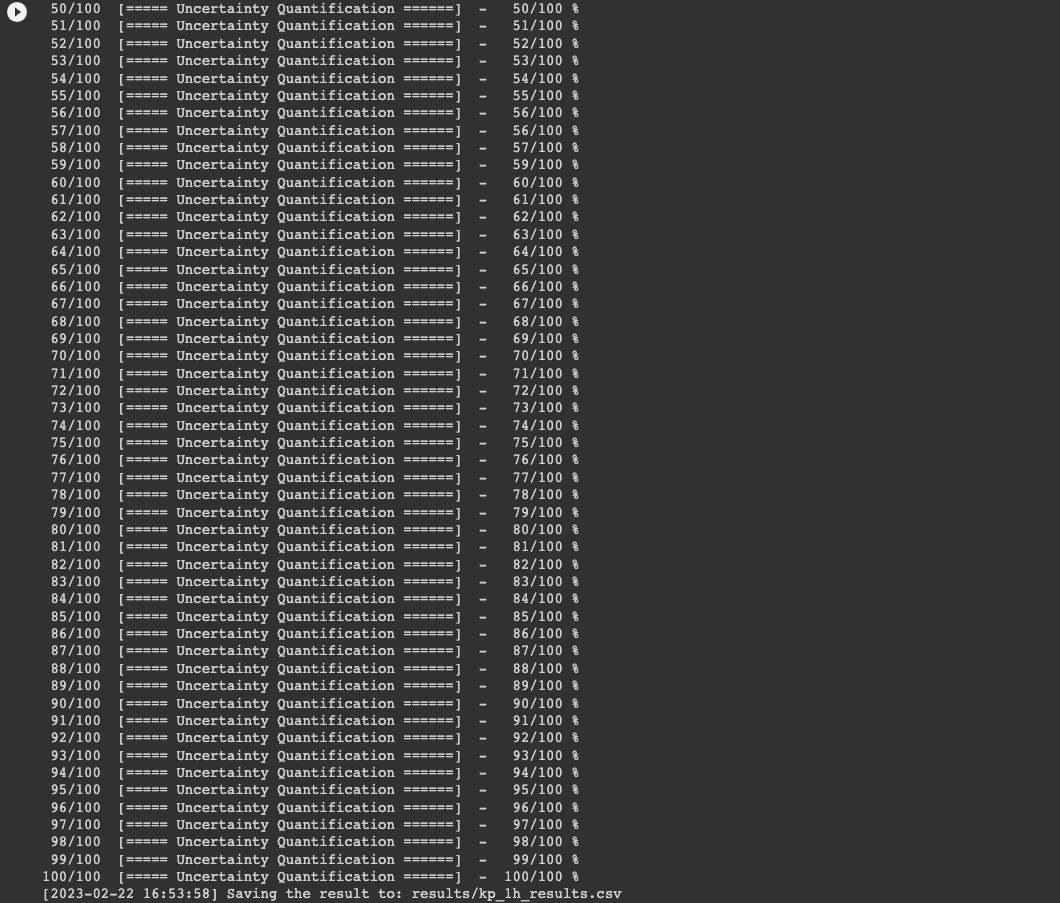 50/100 [===== Uncertainty Quantification ======] - 50/100 %
51/100 [===== Uncertainty Quantification ======] - 51/100 %
52/100 [===== Uncertainty Quantification ======] - 52/100 %
53/100 [===== Uncertainty Quantification ======] - 53/100 %
54/100 [===== Uncertainty Quantification ======] - 54/100 %
55/100 [===== Uncertainty Quantification ======] - 55/100 %
56/100 [===== Uncertainty Quantification ======] - 56/100 %
57/100 [===== Uncertainty Quantification ======] - 56/100 %
58/100 [===== Uncertainty Quantification ======] - 57/100 %
59/100 [===== Uncertainty Quantification ======] - 59/100 %
60/100 [===== Uncertainty Quantification ======] - 60/100 %
61/100 [===== Uncertainty Quantification ======] - 61/100 %
62/100 [===== Uncertainty Quantification ======] - 62/100 %
63/100 [===== Uncertainty Quantification ======] - 63/100 %
64/100 [===== Uncertainty Quantification ======] - 64/100 %
65/100 [===== Uncertainty Quantification ======] - 65/100 %
66/100 [===== Uncertainty Quantification ======] - 66/100 %
67/100 [===== Uncertainty Quantification ======] - 67/100 %
68/100 [===== Uncertainty Quantification ======] - 68/100 %
69/100 [===== Uncertainty Quantification ======] - 69/100 %
70/100 [===== Uncertainty Quantification ======] - 70/100 %
71/100 [===== Uncertainty Quantification ======] - 71/100 %
72/100 [===== Uncertainty Quantification ======] - 72/100 %
73/100 [===== Uncertainty Quantification ======] - 73/100 %
74/100 [===== Uncertainty Quantification ======] - 74/100 %
75/100 [===== Uncertainty Quantification ======] - 75/100 %
76/100 [===== Uncertainty Quantification ======] - 76/100 %
77/100 [===== Uncertainty Quantification ======] - 77/100 %
78/100 [===== Uncertainty Quantification ======] - 78/100 %
79/100 [===== Uncertainty Quantification ======] - 79/100 %
80/100 [===== Uncertainty Quantification ======] - 80/100 %
81/100 [===== Uncertainty Quantification ======] - 81/100 %
82/100 [===== Uncertainty Quantification ======] - 82/100 %
83/100 [===== Uncertainty Quantification ======] - 83/100 %
84/100 [===== Uncertainty Quantification ======] - 84/100 %
85/100 [===== Uncertainty Quantification ======] - 85/100 %
86/100 [===== Uncertainty Quantification ======] - 86/100 %
87/100 [===== Uncertainty Quantification ======] - 87/100 %
88/100 [===== Uncertainty Quantification ======] - 88/100 %
89/100 [===== Uncertainty Quantification ======] - 89/100 %
90/100 [===== Uncertainty Quantification ======] - 90/100 %
91/100 [===== Uncertainty Quantification ======] - 91/100 %
92/100 [===== Uncertainty Quantification ======] - 92/100 %
93/100 [===== Uncertainty Quantification ======] - 93/100 %
94/100 [===== Uncertainty Quantification ======] - 94/100 %
95/100 [===== Uncertainty Quantification ======] - 95/100 %
96/100 [===== Uncertainty Quantification ======] - 96/100 %
97/100 [===== Uncertainty Quantification ======] - 97/100 %
98/100 [===== Uncertainty Quantification ======] - 98/100 %
99/100 [===== Uncertainty Quantification ======] - 99/100 %
100/100 [===== Uncertainty Quantification ======] - 100/100 %
[2023-02-22 16:53:58] Saving the result to: results/kp_1h_results.csv